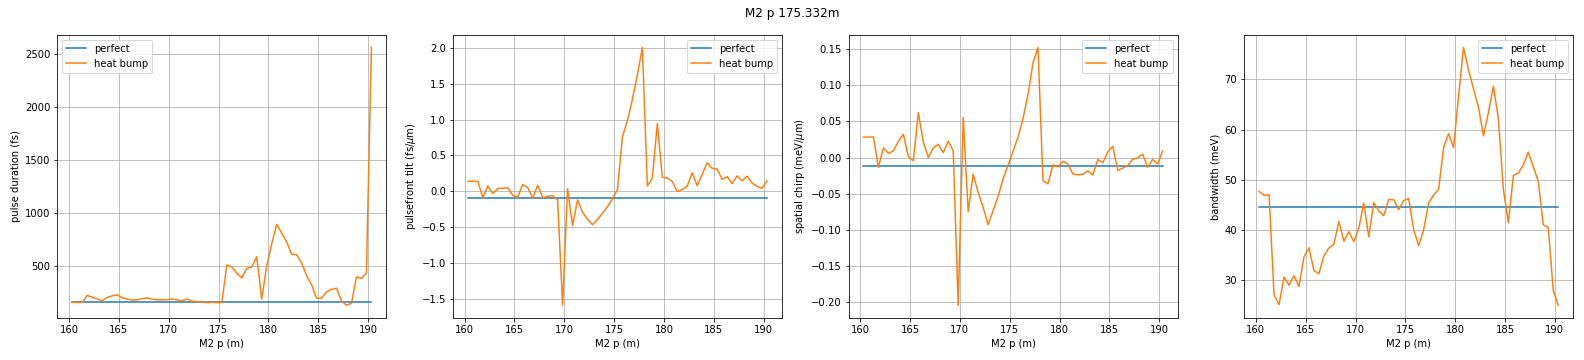 M2 p 175.332m
pulse duration (fs)
2500
2000
1500
1000
500
160 165 170 175 180 185 190
M2 p (m)
perfect
heat bump
pulsefront tilt (fs/μm)
2.0
1.5
1.0
0.5
0.0
−0.5
−1.0
−1.5
160 165 170 175 180 185 190
M2 p (m)
perfect
heat bump
spatial chirp (meV/μm)
0.15
0.10
0.05
0.00
−0.05
−0.10
−0.15
−0.20
160 165 170 175 180 185 190
M2 p (m)
perfect
heat bump
bandwidth (meV)
70
60
50
40
30
160 165 170 175 180 185 190
M2 p (m)
perfect
heat bump